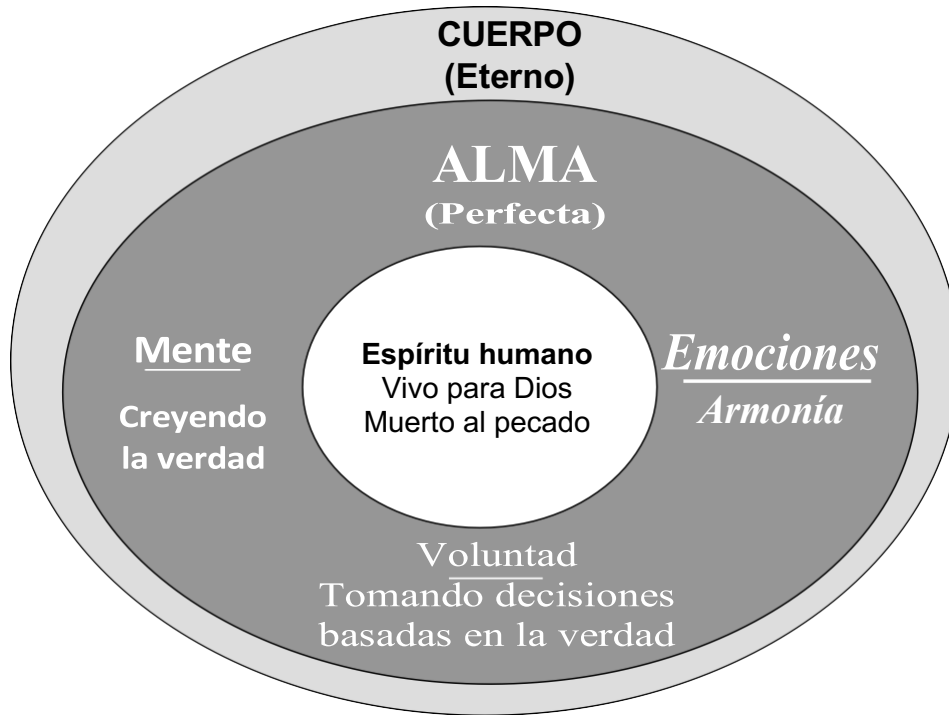 CUERPO
(Eterno)
ALMA
(Perfecta)
Mente
Creyendo
la verdad
Espíritu humano
Vivo para Dios
Muerto al pecado
Emociones
Armonía
Voluntad
Tomando decisiones
basadas en la verdad